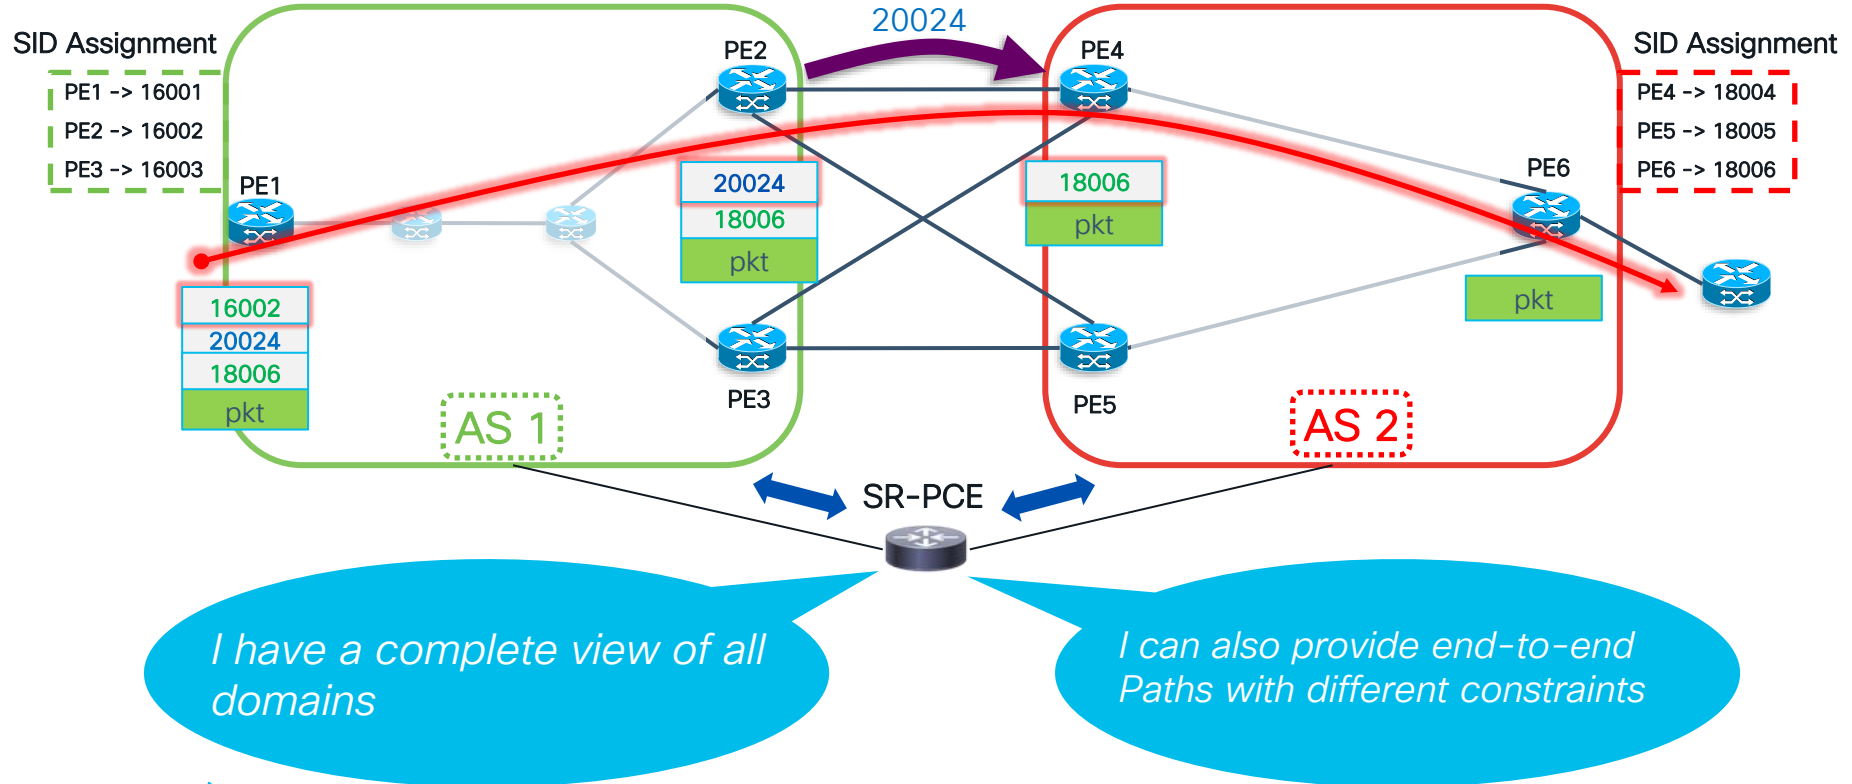 20024
SID Assignment
PE1 -> 16001
PE2 -> 16002
PE3 -> 16003
PE2
PE4
SID Assignment
PE4 -> 18004
PE5 -> 18005
PE6 -> 18006
PE1
PE6
20024
18006
pkt
18006
pkt
16002
20024
18006
pkt
pkt
PE3
PE5
AS 1
AS 2
SR-PCE
I have a complete view of all
domains
I can also provide end-to-end
Paths with different constraints